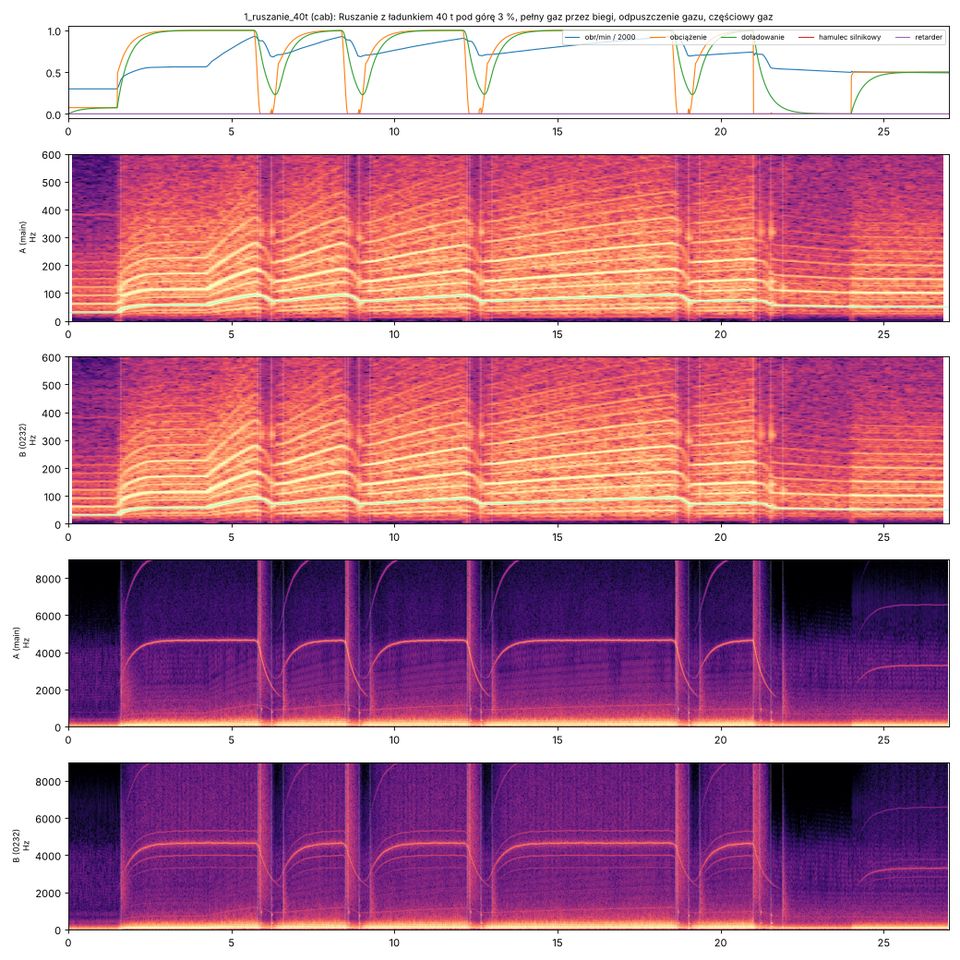 1_ruszanie_40t (cab): Ruszanie z ładunkiem 40 t pod górę 3 %, pełny gaz przez biegi, odpuszczenie gazu, częściowy gaz
obr/min / 2000 obciążenie doładowanie hamulec silnikowy retarder
1.0
0.5
0.0
0 5 10 15 20 25
A (main)
Hz
600
500
400
300
200
100
0
0 5 10 15 20 25
B (0232)
Hz
600
500
400
300
200
100
0
0 5 10 15 20 25
A (main)
Hz
8000
6000
4000
2000
0
0 5 10 15 20 25
B (0232)
Hz
8000
6000
4000
2000
0
0 5 10 15 20 25